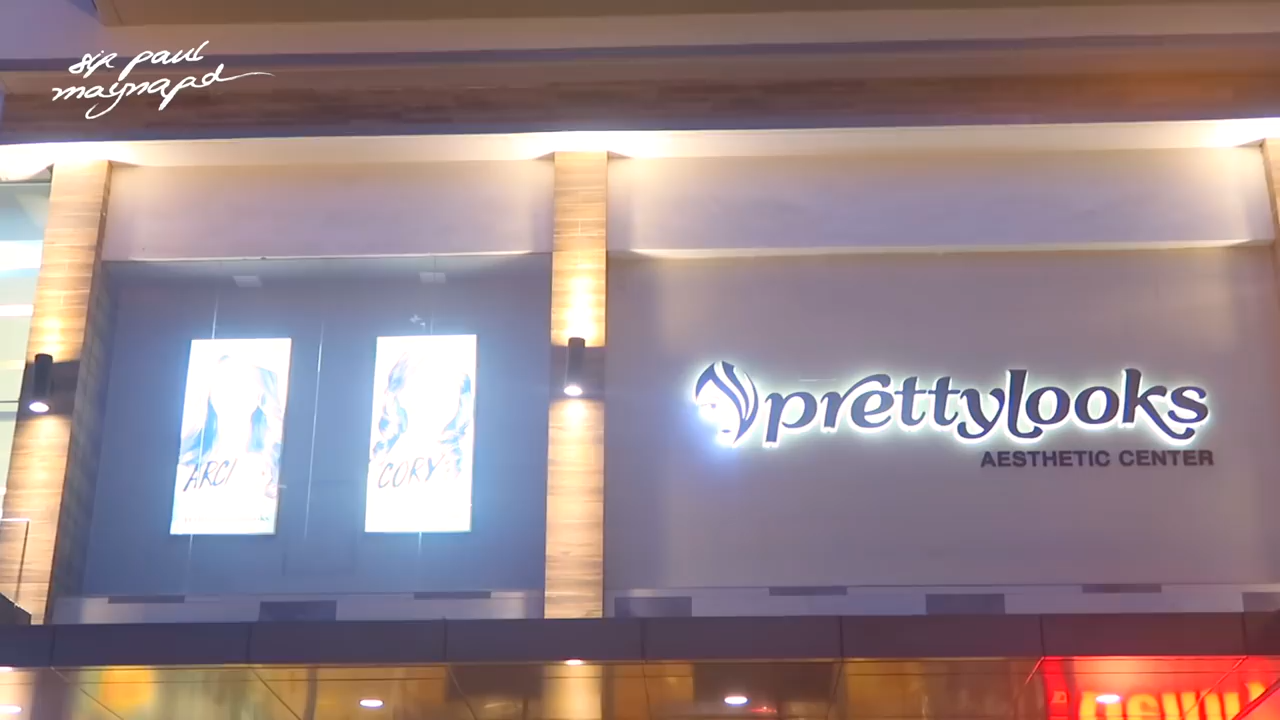 sir paul
maynard
ARCI
CORY
prettylooks
AESTHETIC CENTER